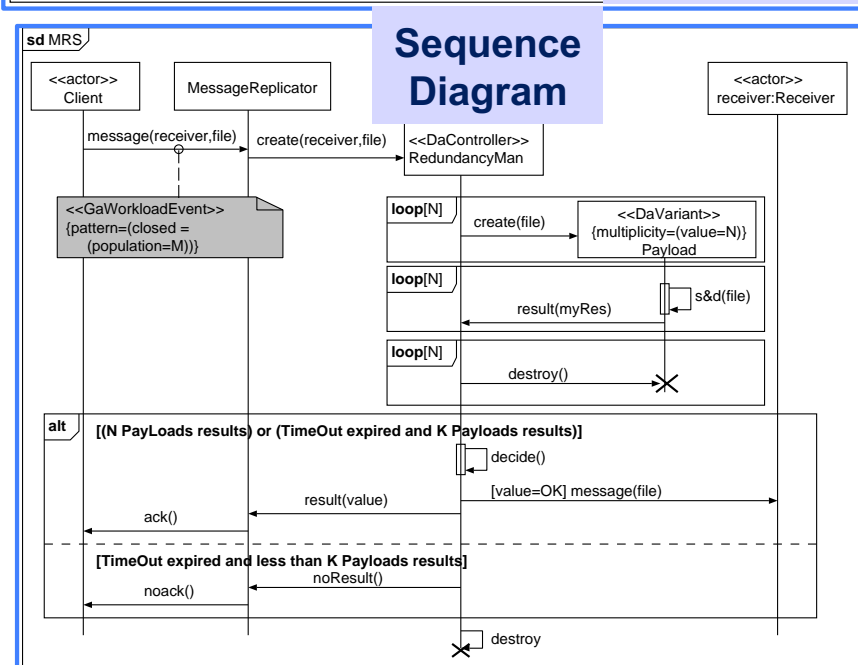 Sequence
Diagram
sd MRS
<<actor>>
Client
MessageReplicator
<<DaController>>
RedundancyMan
<<actor>>
receiver:Receiver
message(receiver,file)
create(receiver,file)
<<GaWorkloadEvent>>
{pattern=(closed =
(population=M))}
loop[N]
create(file)
<<DaVariant>>
{multiplicity=(value=N)}
Payload
loop[N]
s&d(file)
result(myRes)
loop[N]
destroy()
alt
[(N PayLoads results) or (TimeOut expired and K Payloads results)]
decide()
[value=OK] message(file)
result(value)
ack()
[TimeOut expired and less than K Payloads results]
noResult()
noack()
destroy